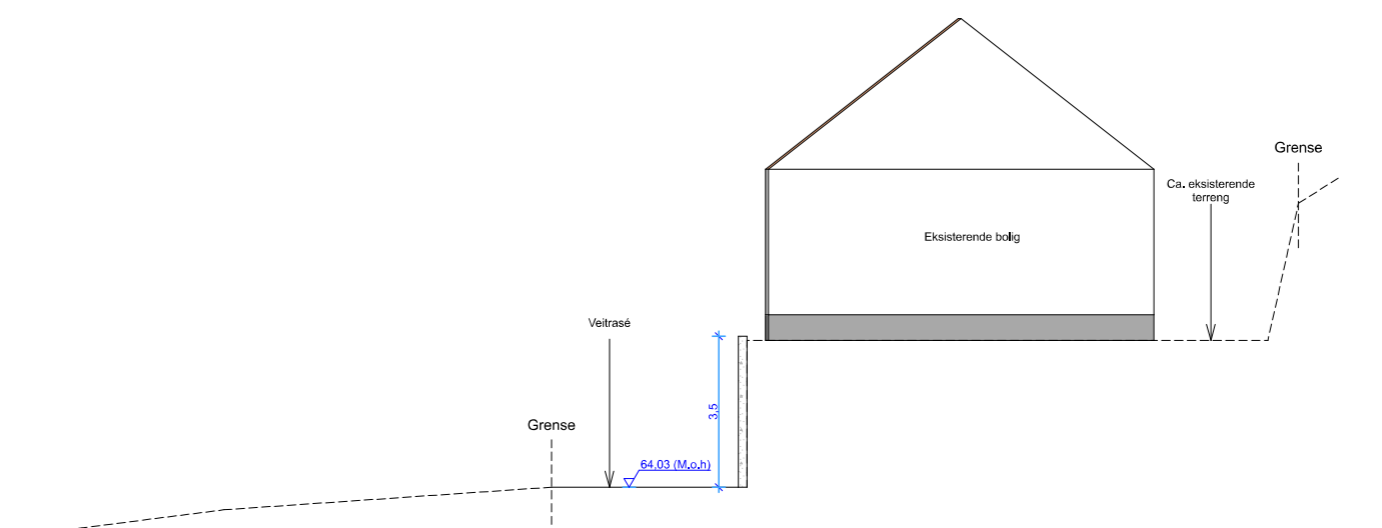 Grense
Ca. eksisterende
terreng
Eksisterende bolig
Veitrasé
3,5
Grense
64,03 (M.o.h)